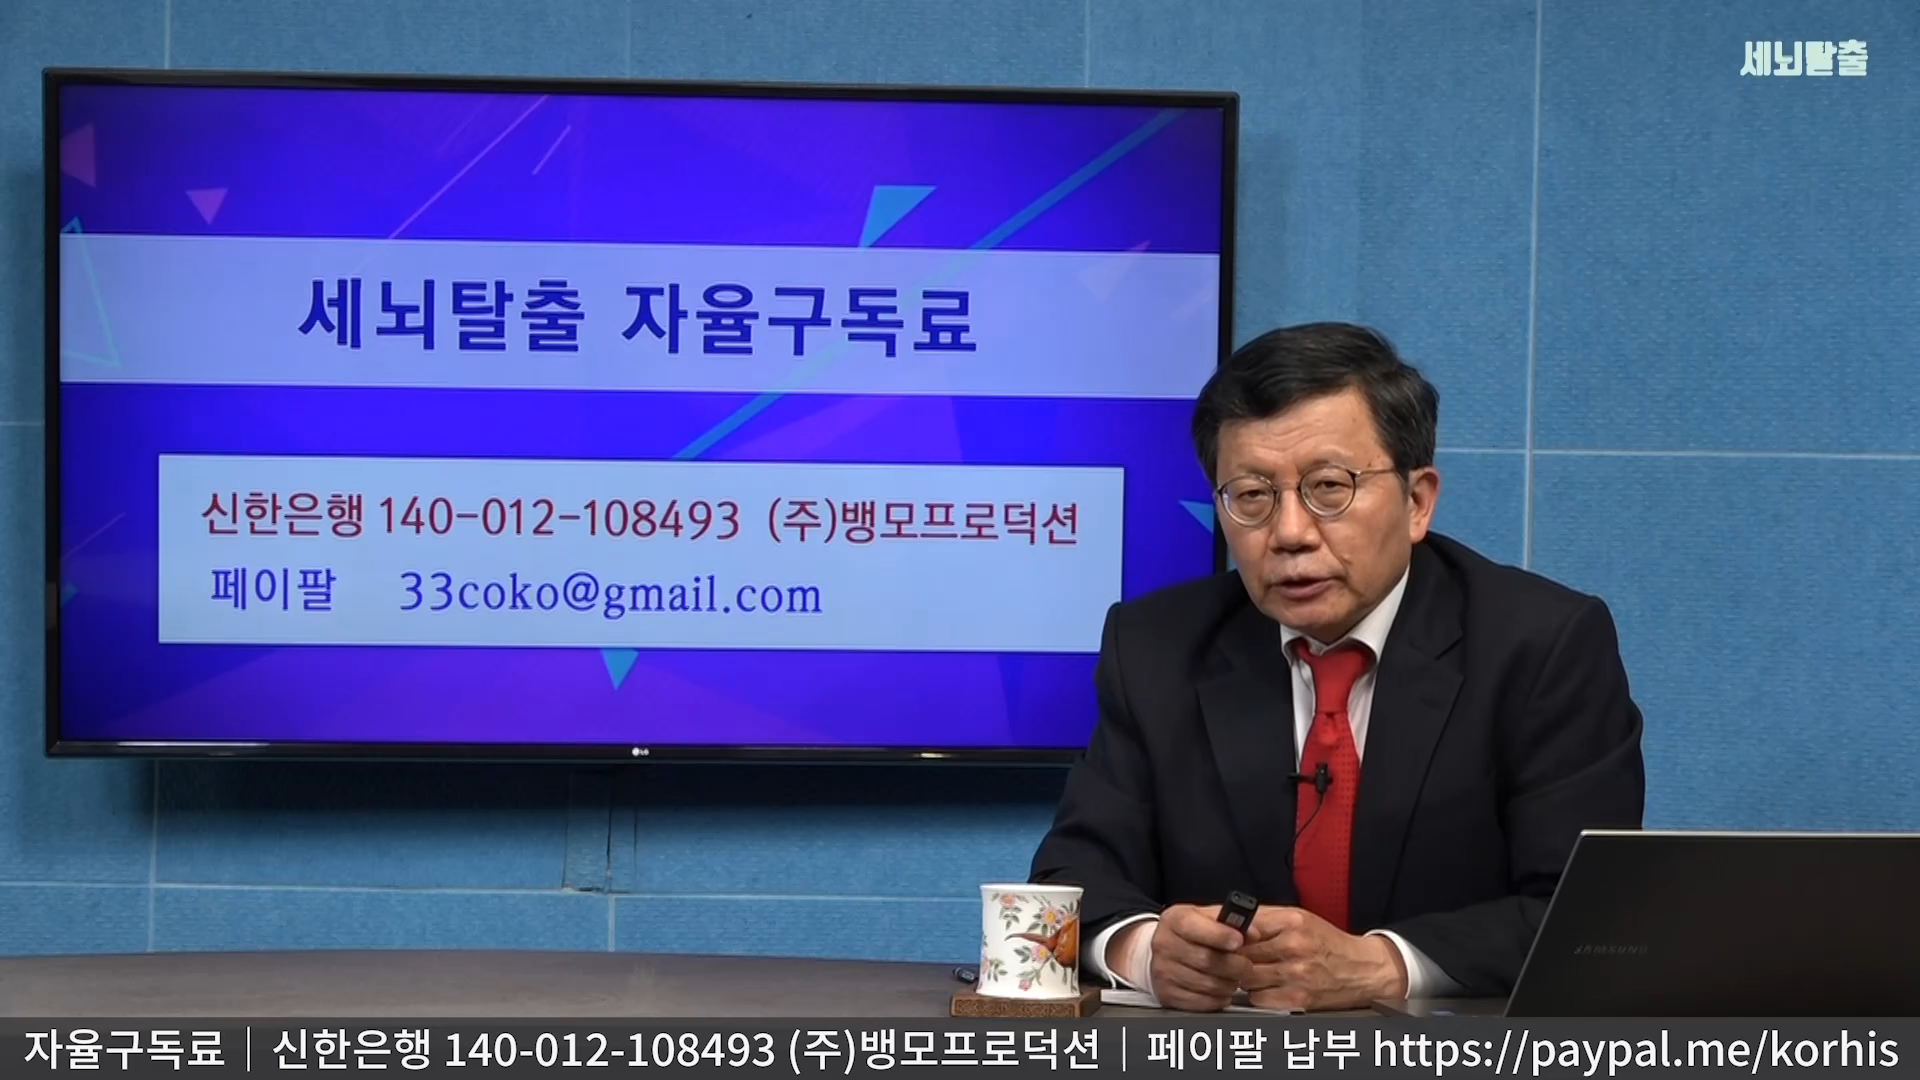 세뇌탈출
세뇌탈출 자율구독료
신한은행 140-012-108493 (주)뱅모프로덕션
페이팔 33coko@gmail.com
LG
SAMSUNG
자율구독료│신한은행 140-012-108493 (주)뱅모프로덕션│페이팔 납부 https://paypal.me/korhis